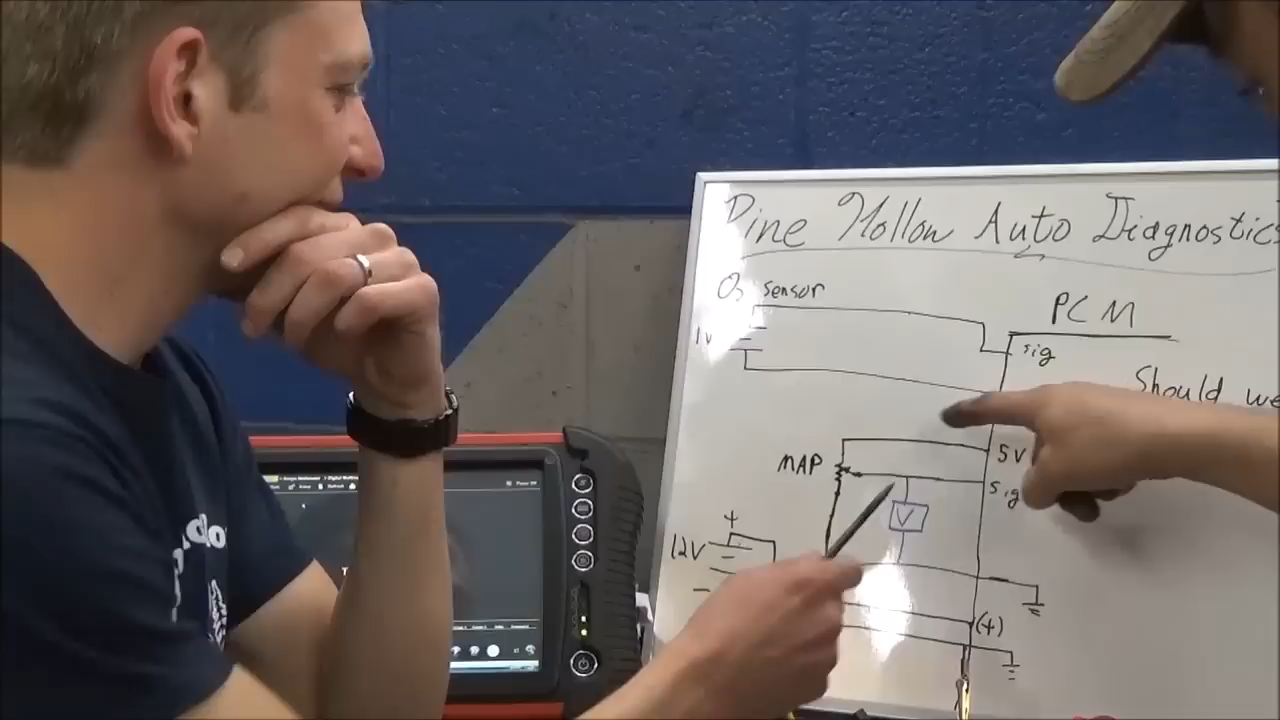 Pine Hollow Auto Diagnostics
O2 sensor
PCM
1v
sig
Should we
MAP
5V
sig
V
+
12V
(+)